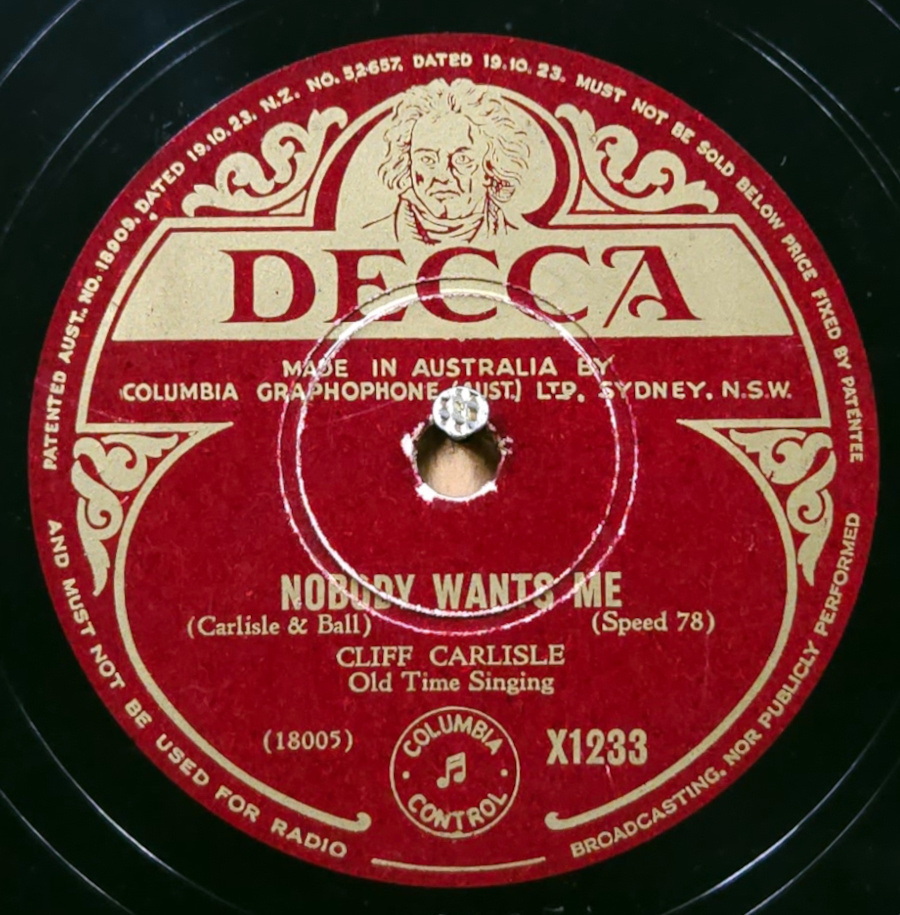 PATENTED AUST. NO. 18909, DATED 19.10.23, N.Z. NO. 52657, DATED 19.10.23. MUST NOT BE SOLD BELOW PRICE FIXED BY PATENTEE
DECCA
MADE IN AUSTRALIA BY
COLUMBIA GRAPHOPHONE (AUST.) LTD, SYDNEY, N.S.W.
NOBODY WANTS ME
(Carlisle & Ball) (Speed 78)
CLIFF CARLISLE
Old Time Singing
(18005) X1233
COLUMBIA
CONTROL
AND MUST NOT BE USED FOR RADIO BROADCASTING, NOR PUBLICLY PERFORMED